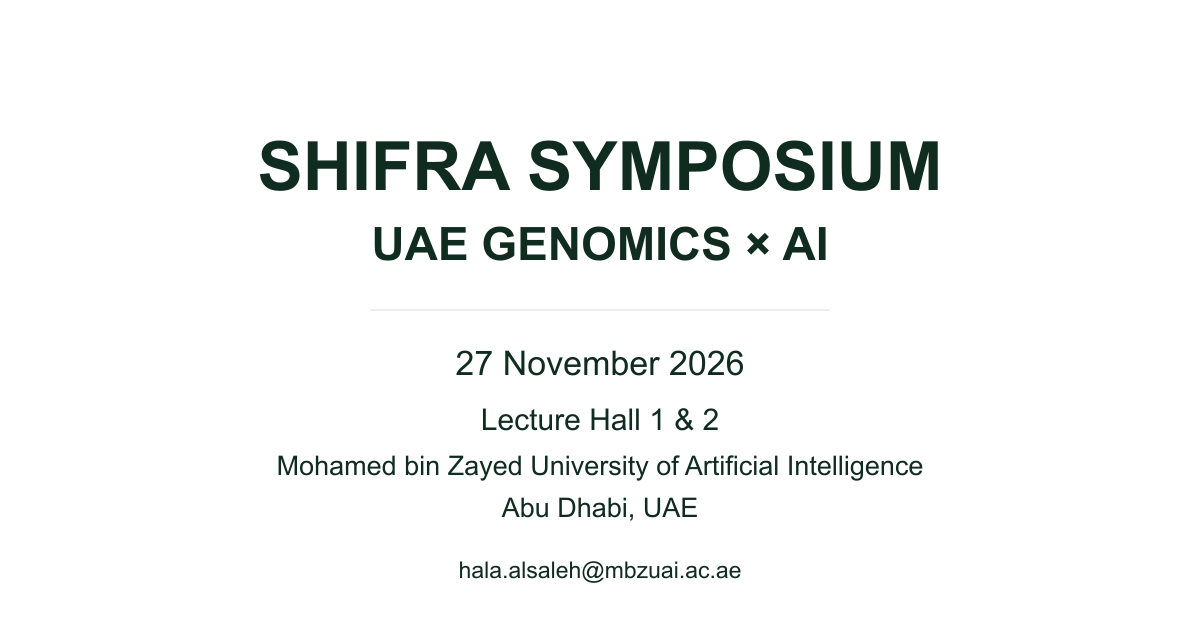 SHIFRA SYMPOSIUM
UAE GENOMICS × AI
27 November 2026
Lecture Hall 1 & 2
Mohamed bin Zayed University of Artificial Intelligence
Abu Dhabi, UAE
hala.alsaleh@mbzuai.ac.ae